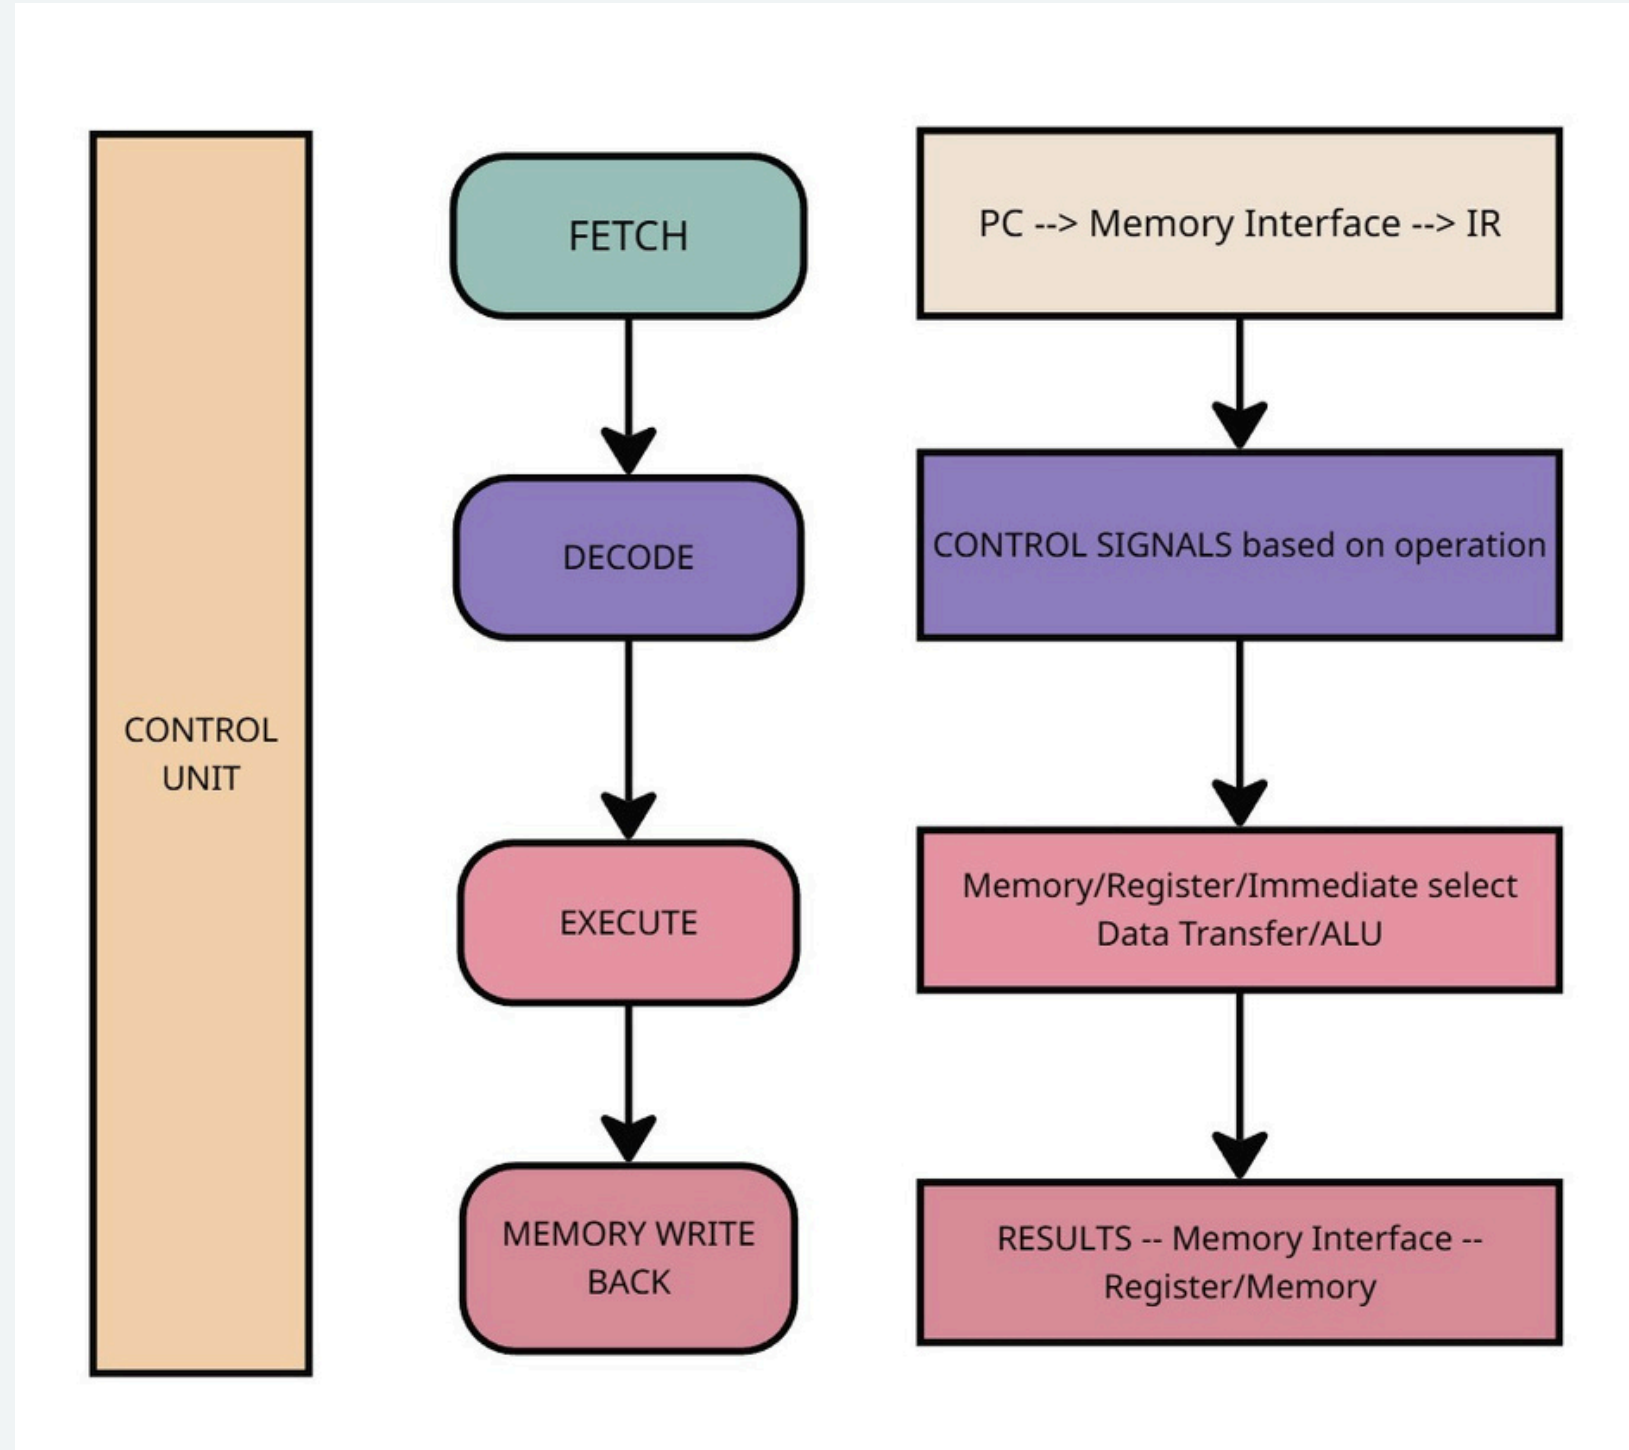 CONTROL
UNIT
FETCH
DECODE
EXECUTE
MEMORY WRITE
BACK
PC --> Memory Interface --> IR
CONTROL SIGNALS based on operation
Memory/Register/Immediate select
Data Transfer/ALU
RESULTS -- Memory Interface --
Register/Memory